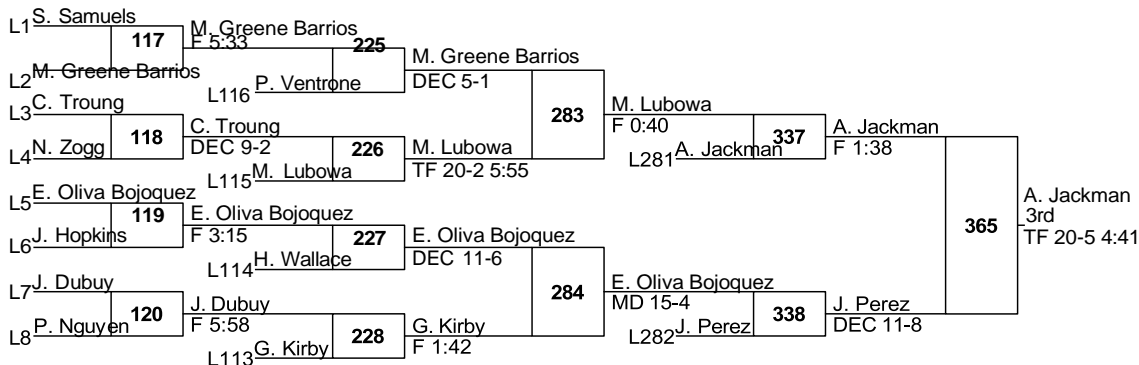 L1 S. Samuels
117
M. Greene Barrios
F 5:33
225
L2 M. Greene Barrios
M. Greene Barrios
DEC 5-1
L116 P. Ventrone
L3 C. Troung
283
M. Lubowa
F 0:40
118
C. Troung
DEC 9-2
337
A. Jackman
F 1:38
L4 N. Zogg
226
M. Lubowa
TF 20-2 5:55
L281 A. Jackman
L115 M. Lubowa
L5 E. Oliva Bojoquez
A. Jackman
3rd
TF 20-5 4:41
119
E. Oliva Bojoquez
F 3:15
365
L6 J. Hopkins
227
E. Oliva Bojoquez
DEC 11-6
L114 H. Wallace
L7 J. Dubuy
284
E. Oliva Bojoquez
MD 15-4
120
J. Dubuy
F 5:58
338
J. Perez
DEC 11-8
L8 P. Nguyen
228
G. Kirby
F 1:42
L282 J. Perez
L113 G. Kirby